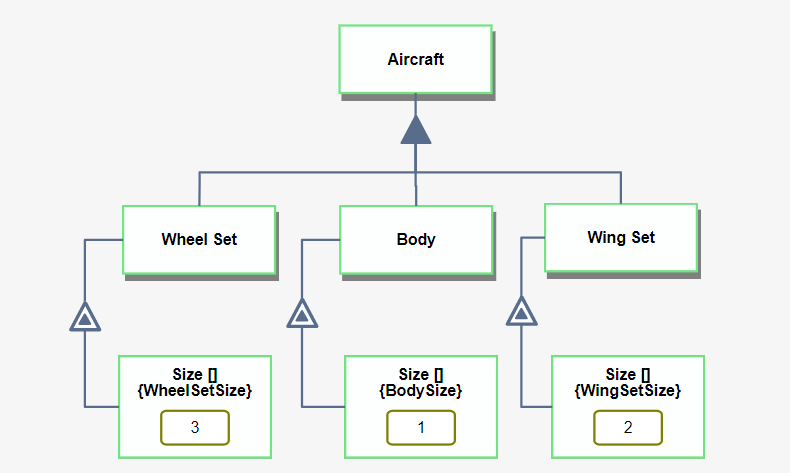 Aircraft
Wheel Set
Body
Wing Set
Size []
{WheelSetSize}
3
Size []
{BodySize}
1
Size []
{WingSetSize}
2